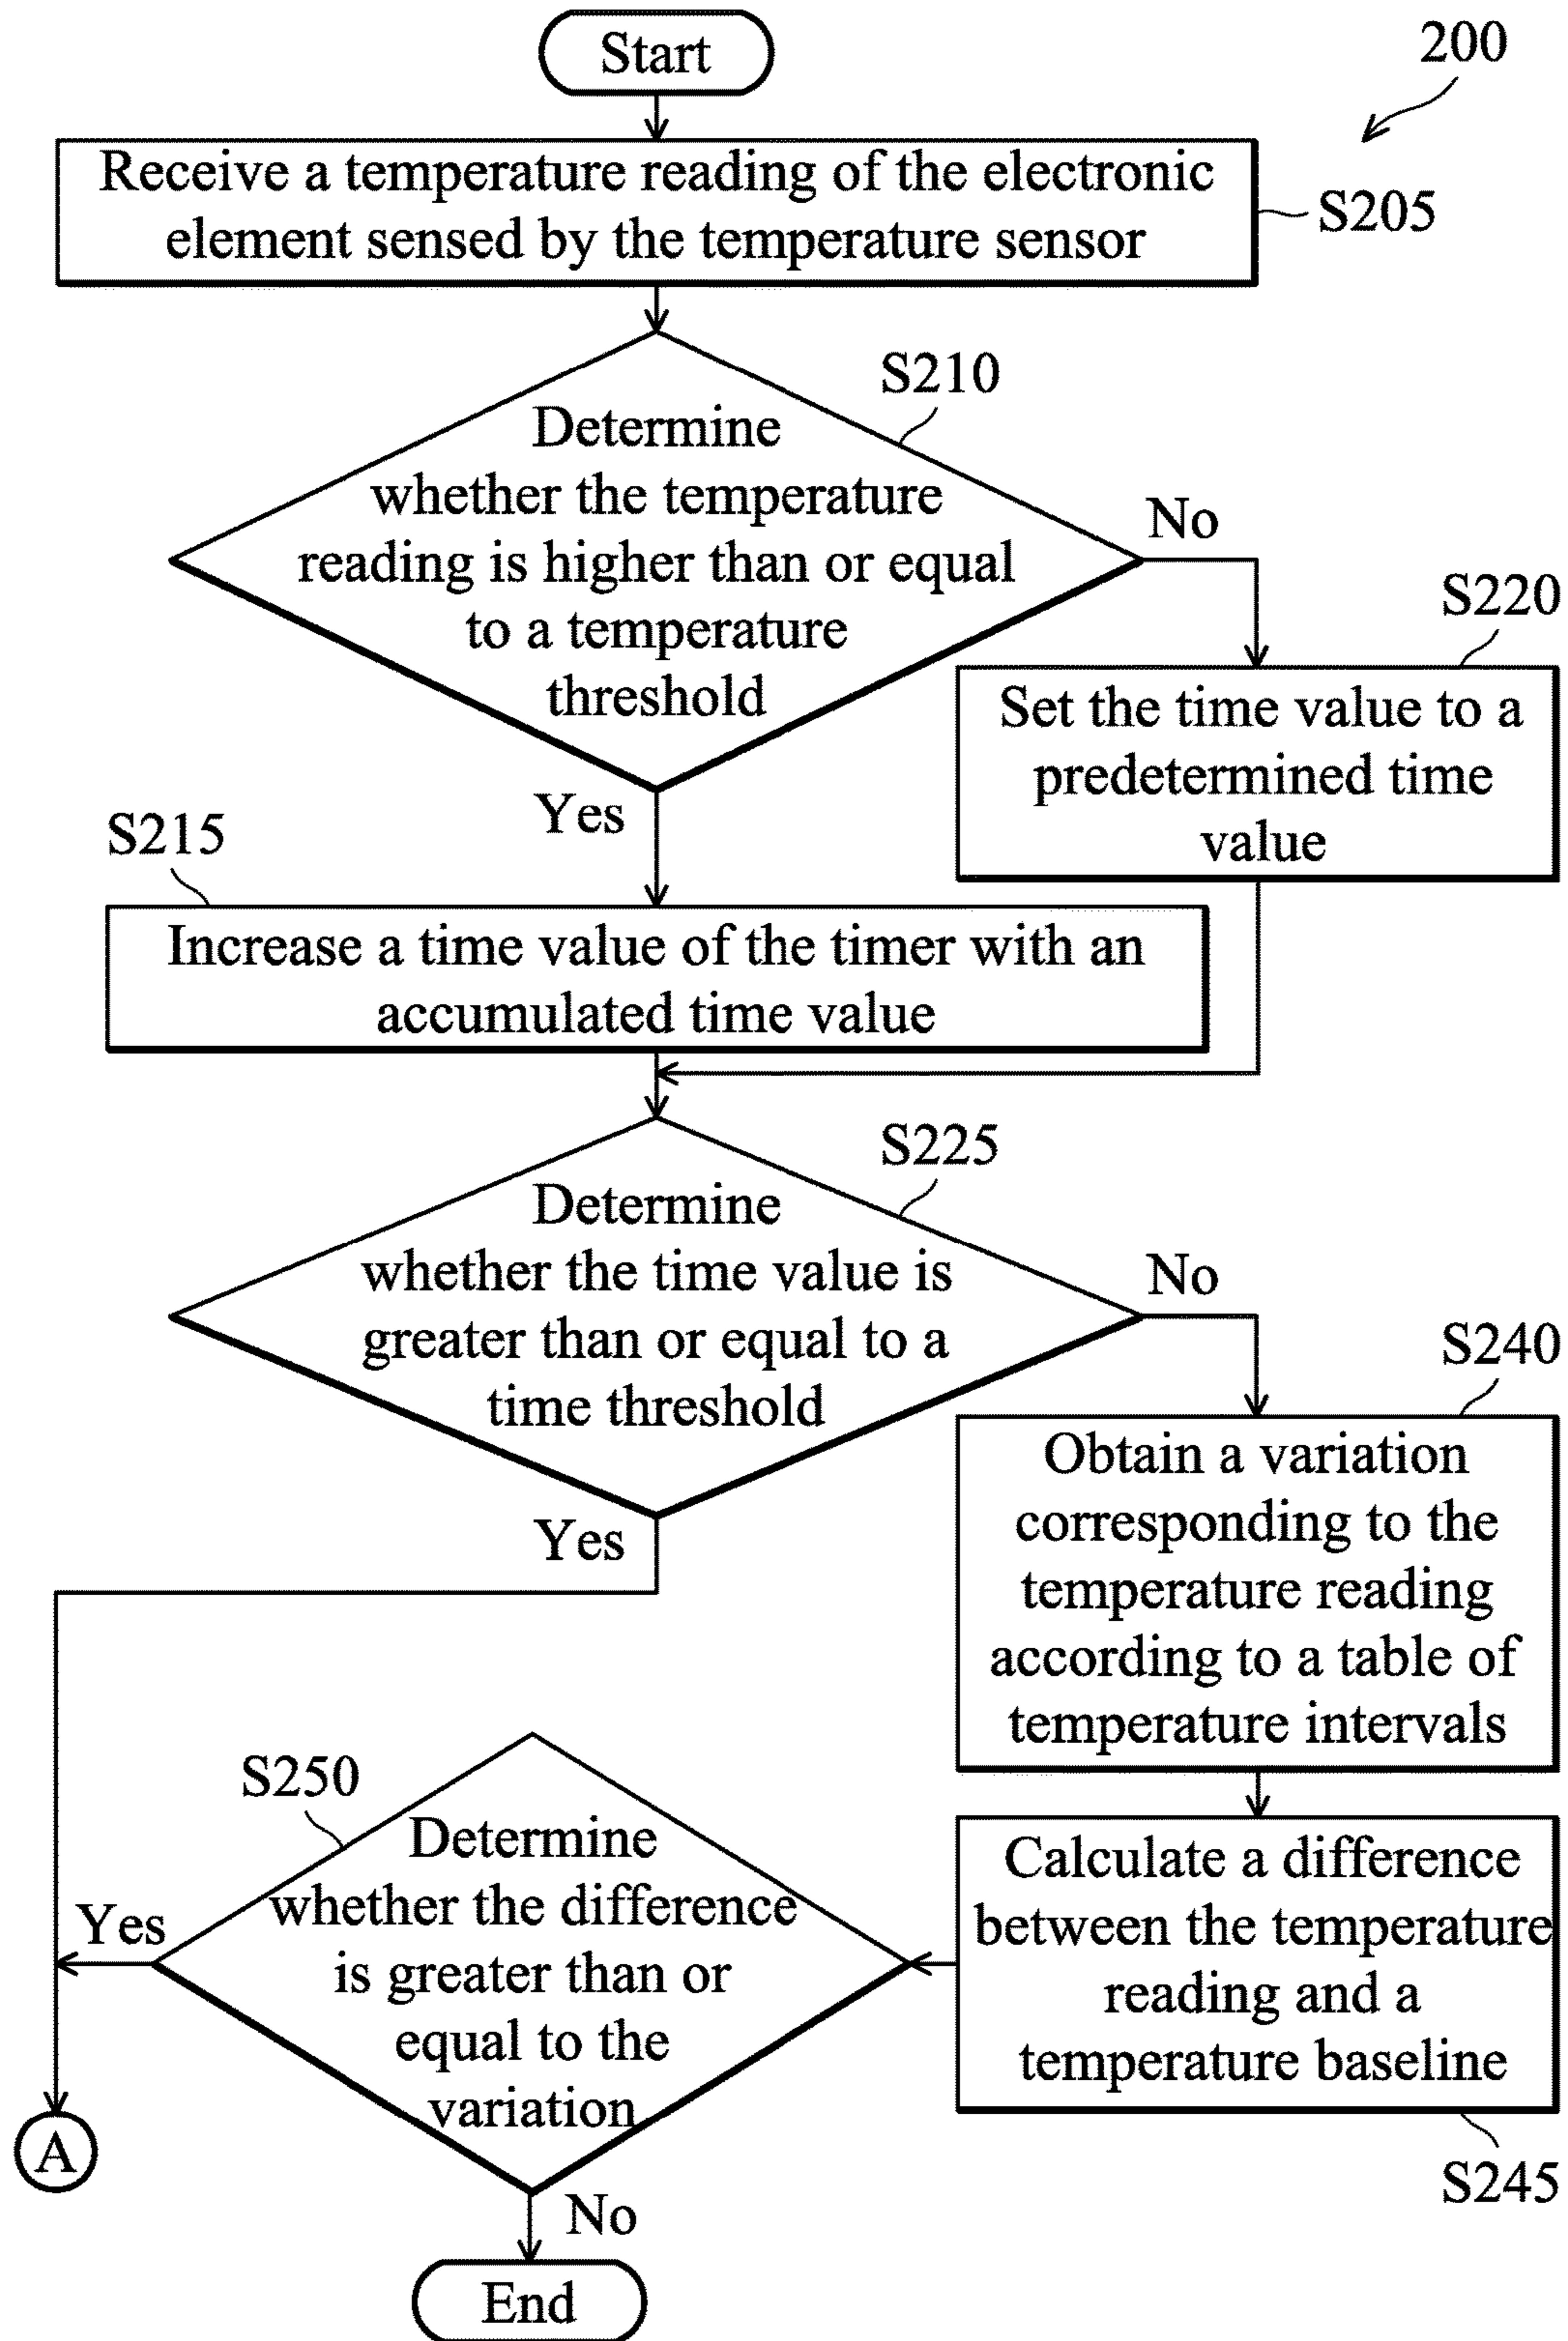 Start
200
Receive a temperature reading of the electronic
element sensed by the temperature sensor
S205
S210
Determine
whether the temperature
reading is higher than or equal
to a temperature
threshold
No
Yes
S220
Set the time value to a
predetermined time
value
S215
Increase a time value of the timer with an
accumulated time value
S225
Determine
whether the time value is
greater than or equal to a
time threshold
No
Yes
S240
Obtain a variation
corresponding to the
temperature reading
according to a table of
temperature intervals
Calculate a difference
between the temperature
reading and a
temperature baseline
S245
S250
Determine
whether the difference
is greater than or
equal to the
variation
Yes
A
No
End